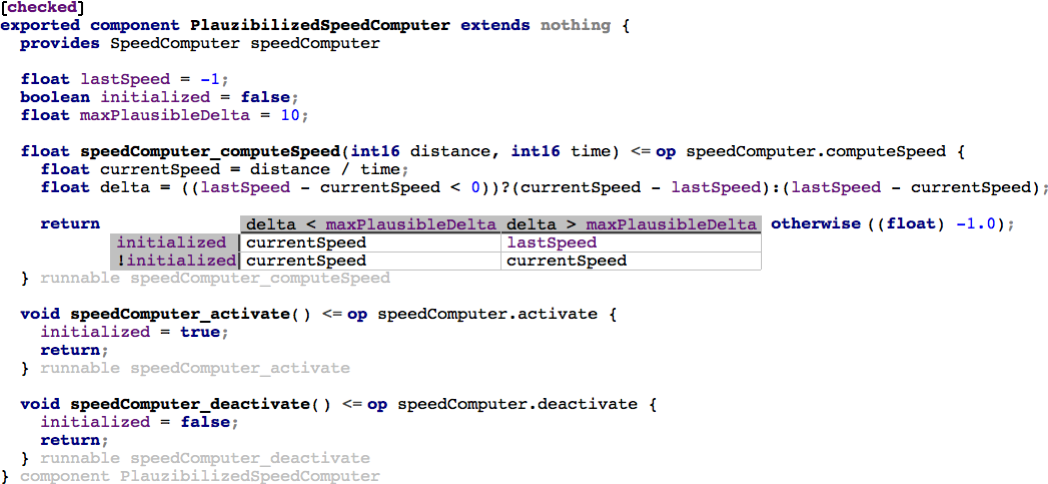 [checked]
exported component PlauzibilizedSpeedComputer extends nothing {
provides SpeedComputer speedComputer
float lastSpeed = -1;
boolean initialized = false;
float maxPlausibleDelta = 10;
float speedComputer_computeSpeed(int16 distance, int16 time) <= op speedComputer.computeSpeed {
float currentSpeed = distance / time;
float delta = ((lastSpeed - currentSpeed < 0))?(currentSpeed - lastSpeed):(lastSpeed - currentSpeed);
return delta < maxPlausibleDelta delta > maxPlausibleDelta otherwise ((float) -1.0);
initialized currentSpeed lastSpeed
!initialized currentSpeed currentSpeed
} runnable speedComputer_computeSpeed
void speedComputer_activate() <= op speedComputer.activate {
initialized = true;
return;
} runnable speedComputer_activate
void speedComputer_deactivate() <= op speedComputer.deactivate {
initialized = false;
return;
} runnable speedComputer_deactivate
} component PlauzibilizedSpeedComputer